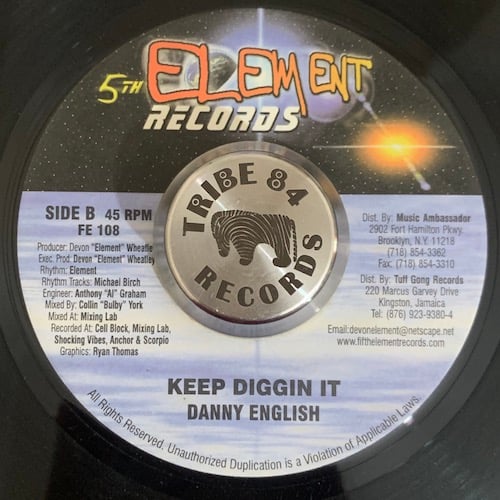 5TH ELEMENT
RECORDS
TRIBE 84
RECORDS
SIDE B 45 RPM
FE 108
Producer: Devon "Element" Wheatle
Exec. Prod: Devon "Element" Wheatley
Rhythm: Element
Rhythm Tracks: Michael Birch
Engineer: Anthony "Al" Graham
Mixed By: Collin "Bulby" York
Mixed At: Mixing Lab
Recorded At: Cell Block, Mixing Lab,
Shocking Vibes, Anchor & Scorpio
Graphics: Ryan Thomas
Dist. By: Music Ambassador
2902 Fort Hamilton Pkwy.
Brooklyn, N.Y. 11218
(718) 854-3362
Fax: (718) 854-3310
Dist. By: Tuff Gong Records
220 Marcus Garvey Drive
Kingston, Jamaica
Tel: (876) 923-9380-4
Email:devonelement@netscape.net
www.fifthelementrecords.com
KEEP DIGGIN IT
DANNY ENGLISH
All Rights Reserved. Unauthorized Duplication is a Violation of Applicable Laws.